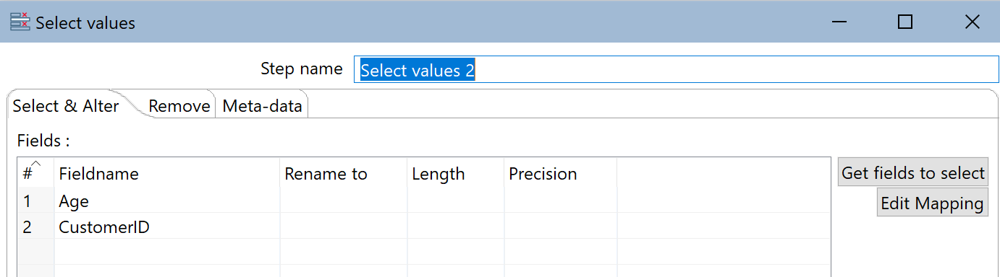 Select values
Step name Select values 2
Select & Alter Remove Meta-data
Fields :
# Fieldname Rename to Length Precision Get fields to select
1 Age Edit Mapping
2 CustomerID